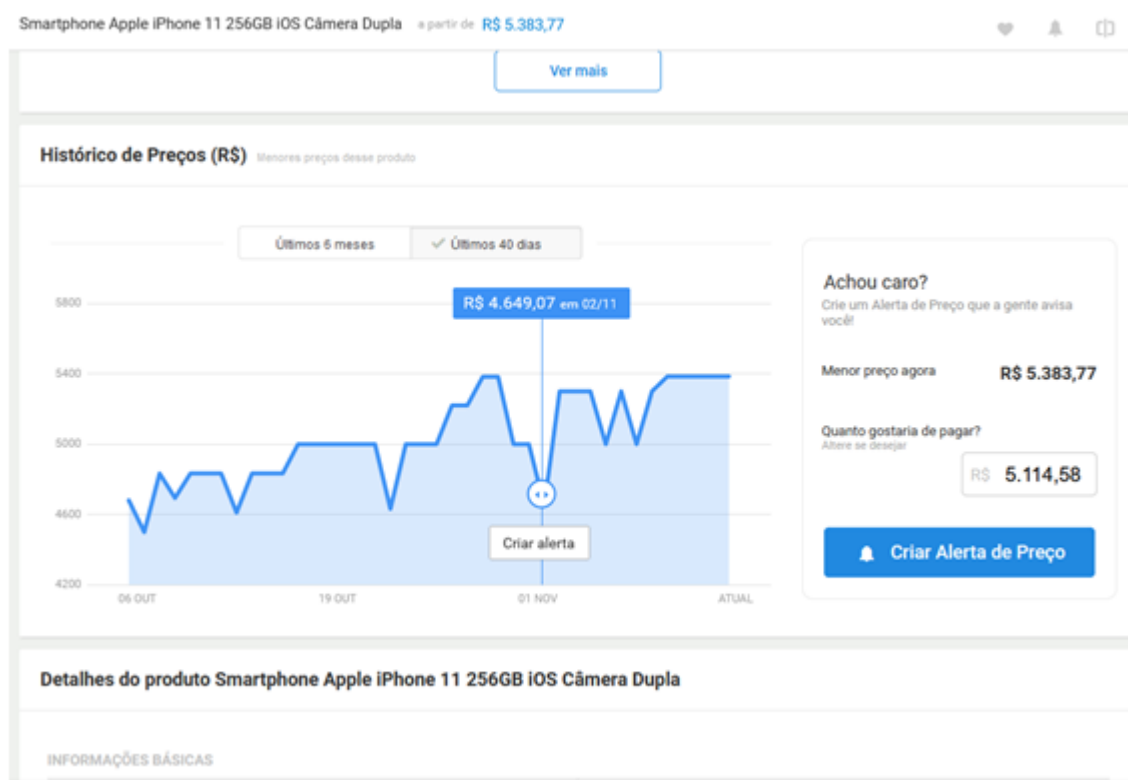 Smartphone Apple iPhone 11 256GB iOS Câmera Dupla a partir de R$ 5.383,77
Ver mais
Histórico de Preços (R$) Menores preços desse produto
Últimos 6 meses
Últimos 40 dias
R$ 4.649,07 em 02/11
5800
5400
5000
4600
4200
Criar alerta
06 OUT
19 OUT
01 NOV
ATUAL
Achou caro?
Crie um Alerta de Preço que a gente avisa
você!
Menor preço agora R$ 5.383,77
Quanto gostaria de pagar?
Altere se desejar
R$ 5.114,58
Criar Alerta de Preço
Detalhes do produto Smartphone Apple iPhone 11 256GB iOS Câmera Dupla
INFORMAÇÕES BÁSICAS